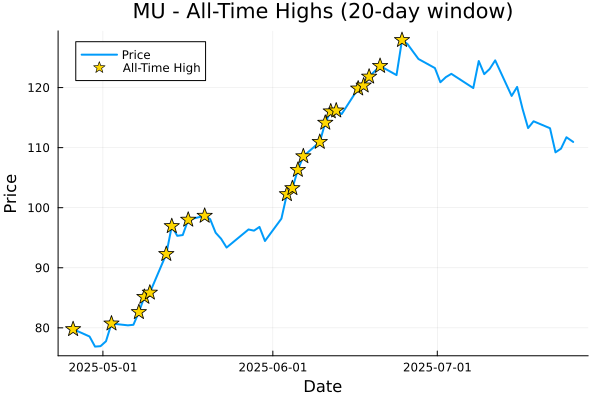 MU - All-Time Highs (20-day window)
Price
All-Time High
Price
120
110
100
90
80
2025-05-01
2025-06-01
2025-07-01
Date